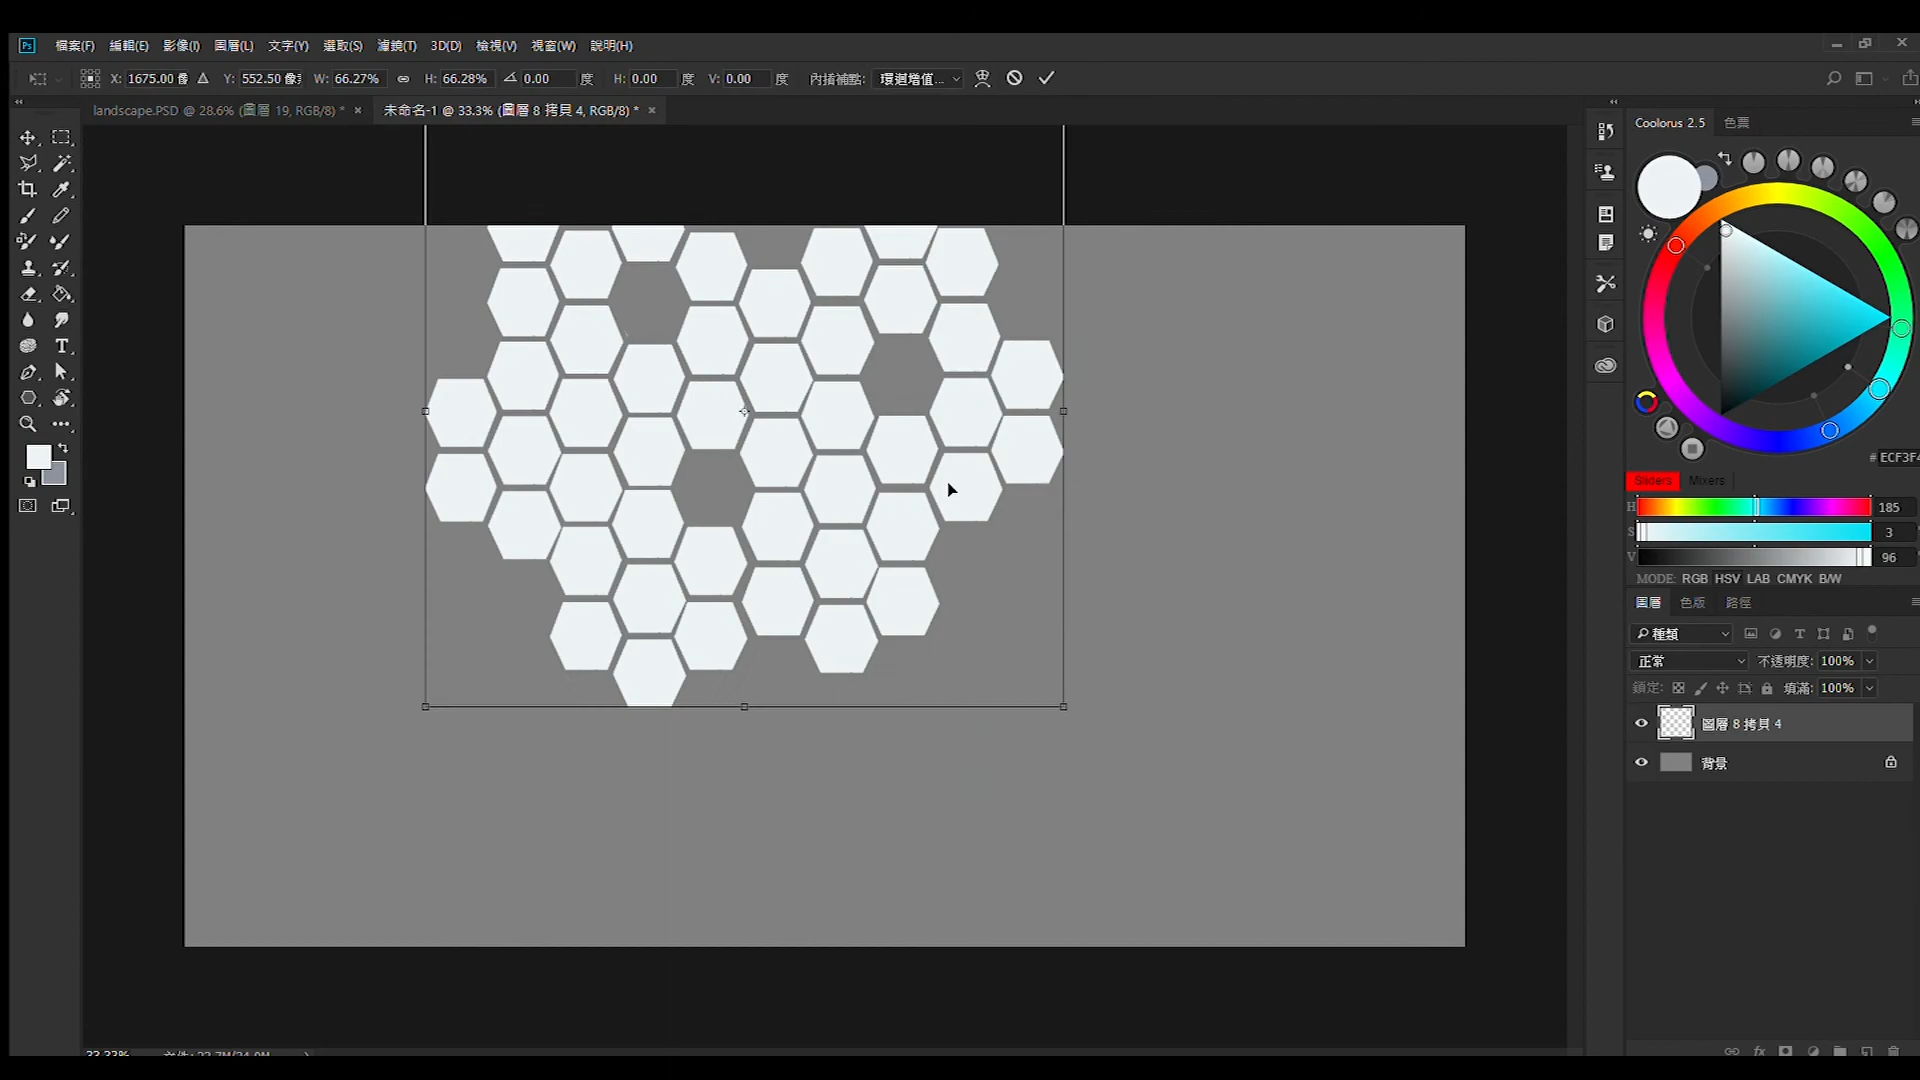 Ps 檔案(F) 編輯(E) 影像(I) 圖層(L) 文字(Y) 選取(S) 濾鏡(T) 3D(D) 檢視(V) 視窗(W) 說明(H)
X: 1675.00 像 Y: 552.50 像素 W: 66.27% H: 66.28% 0.00 度 H: 0.00 度 V: 0.00 度 內插補點: 環迴增值...
landscape.PSD @ 28.6% (圖層 19, RGB/8) * × 未命名-1 @ 33.3% (圖層 8 拷貝 4, RGB/8) * ×
Coolorus 2.5 色票
# ECF3F4
Sliders Mixers
H 185
S 3
V 96
MODE: RGB HSV LAB CMYK B/W
圖層 色版 路徑
種類
正常 不透明度: 100%
鎖定: 填滿: 100%
圖層 8 拷貝 4
背景
33.33%